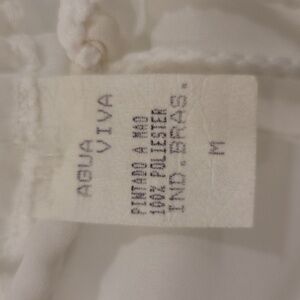 AGUA
VIVA
PINTADO A MAO
100% POLIESTER
IND.BRAS.
M